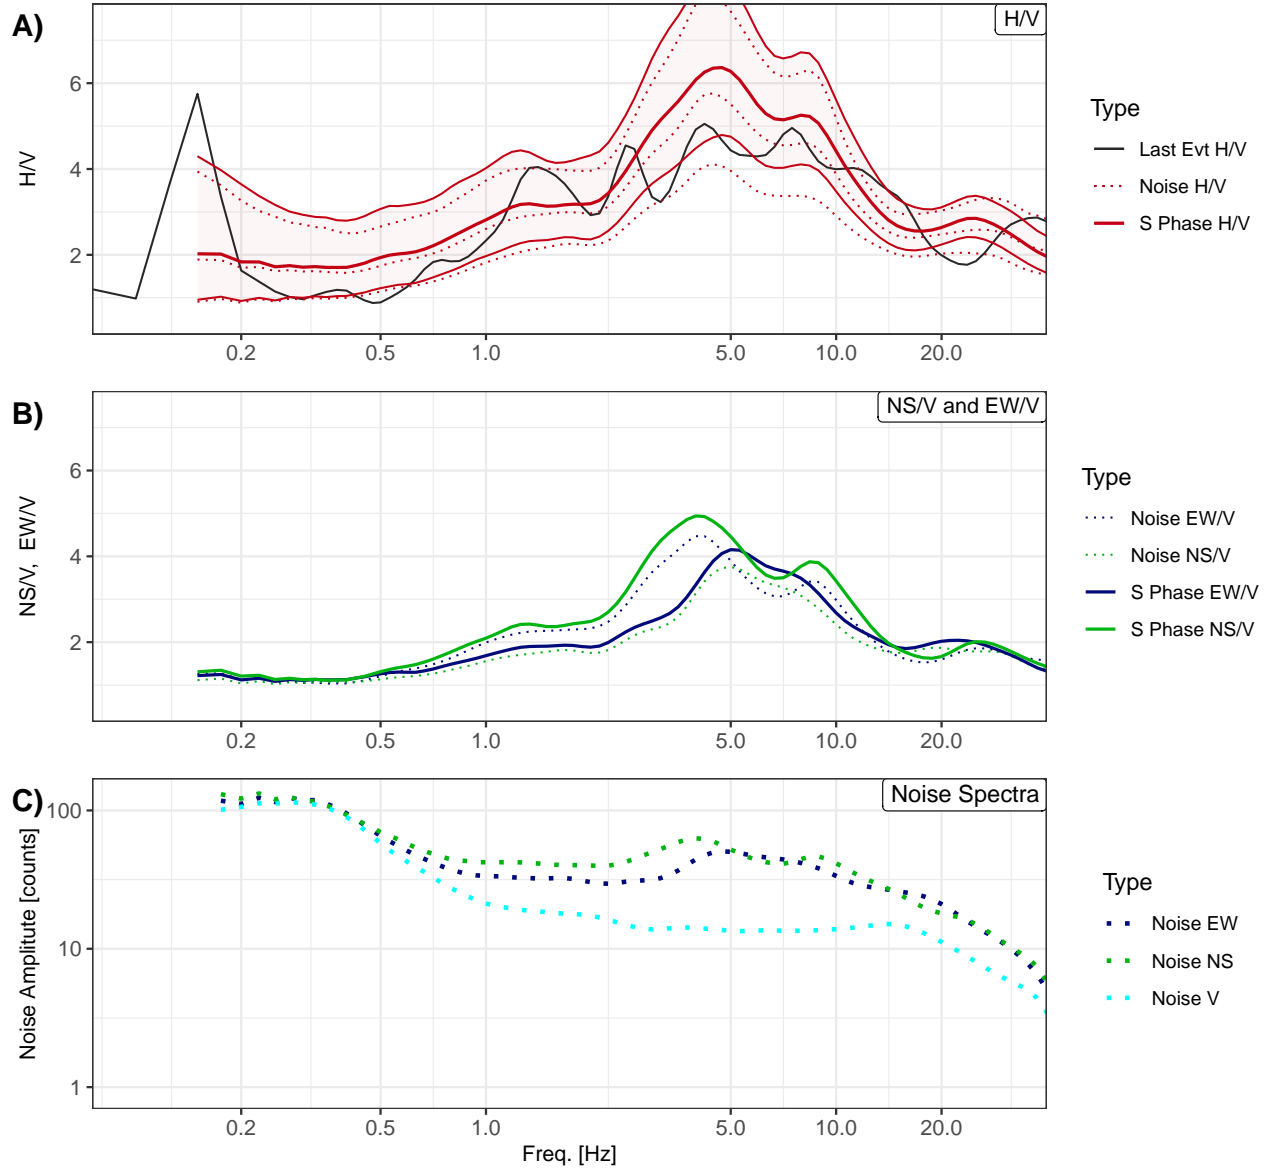 A)
H/V
H/V
6
4
2
0.2 0.5 1.0 5.0 10.0 20.0
Type
Last Evt H/V
Noise H/V
S Phase H/V
B)
NS/V and EW/V
NS/V, EW/V
6
4
2
0.2 0.5 1.0 5.0 10.0 20.0
Type
Noise EW/V
Noise NS/V
S Phase EW/V
S Phase NS/V
C)
Noise Spectra
Noise Amplitute [counts]
100
10
1
0.2 0.5 1.0 5.0 10.0 20.0
Freq. [Hz]
Type
Noise EW
Noise NS
Noise V